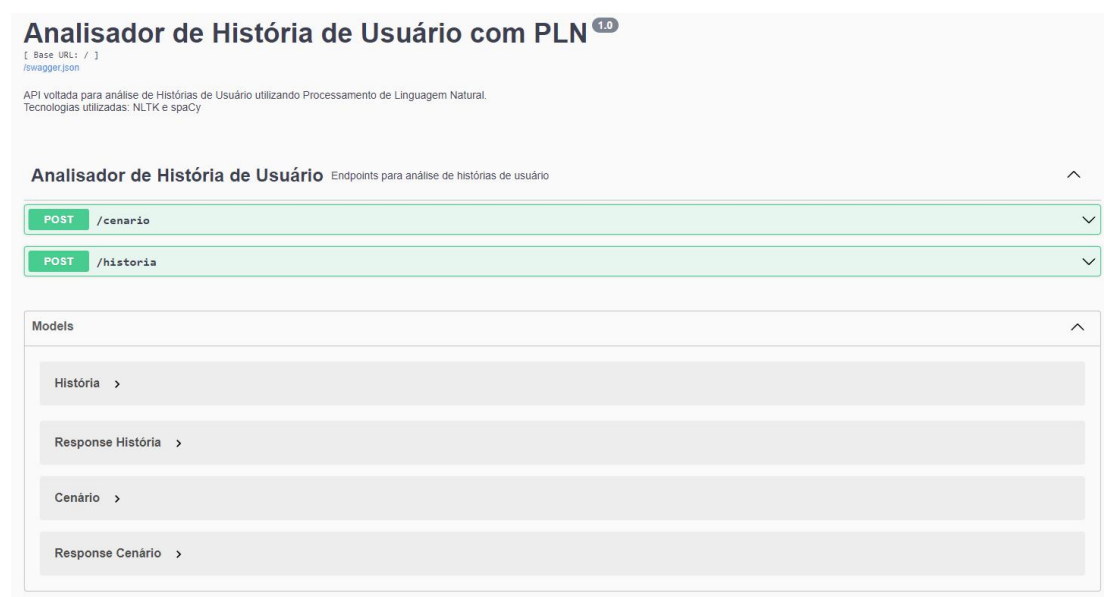 Analisador de História de Usuário com PLN 1.0
[ Base URL: / ]
/swagger.json
API voltada para análise de Histórias de Usuário utilizando Processamento de Linguagem Natural.
Tecnologias utilizadas: NLTK e spaCy
Analisador de História de Usuário Endpoints para análise de histórias de usuário
POST /cenario
POST /historia
Models
História
Response História
Cenário
Response Cenário